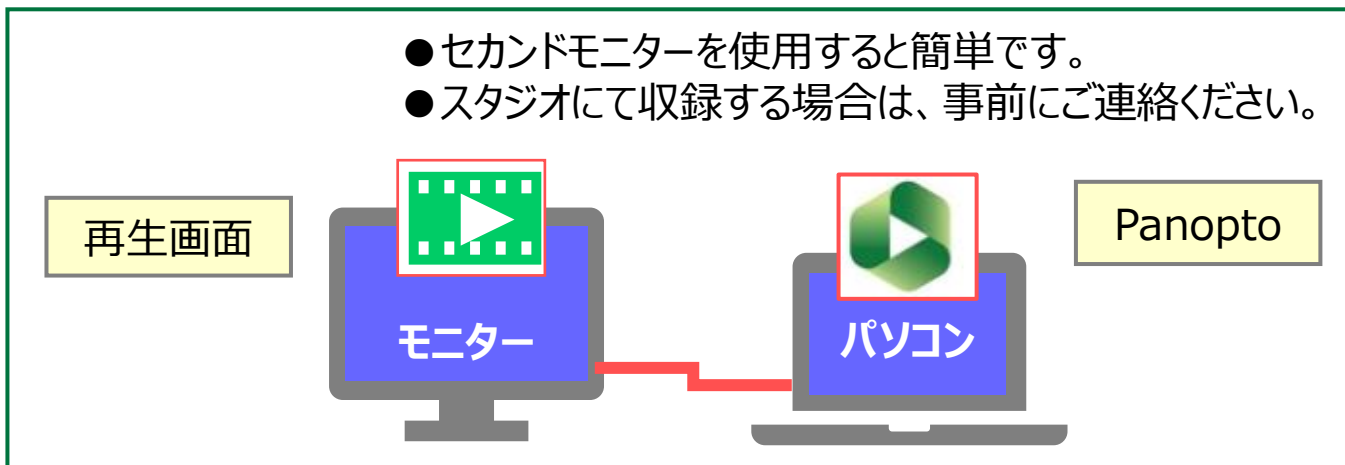 ●セカンドモニターを使用すると簡単です。
●スタジオにて収録する場合は、事前にご連絡ください。
再生画面
Panopto
モニター
パソコン